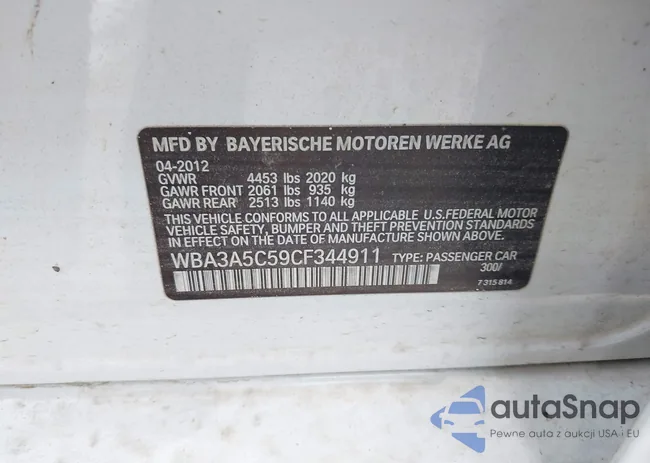 MFD BY BAYERISCHE MOTOREN WERKE AG
04-2012
GVWR 4453 lbs 2020 kg
GAWR FRONT 2061 lbs 935 kg
GAWR REAR 2513 lbs 1140 kg
THIS VEHICLE CONFORMS TO ALL APPLICABLE U.S.FEDERAL MOTOR
VEHICLE SAFETY, BUMPER AND THEFT PREVENTION STANDARDS
IN EFFECT ON THE DATE OF MANUFACTURE SHOWN ABOVE.
WBA3A5C59CF344911 TYPE: PASSENGER CAR
300/
7 315 814
autoSnap
Pewne auta z aukcji USA i EU